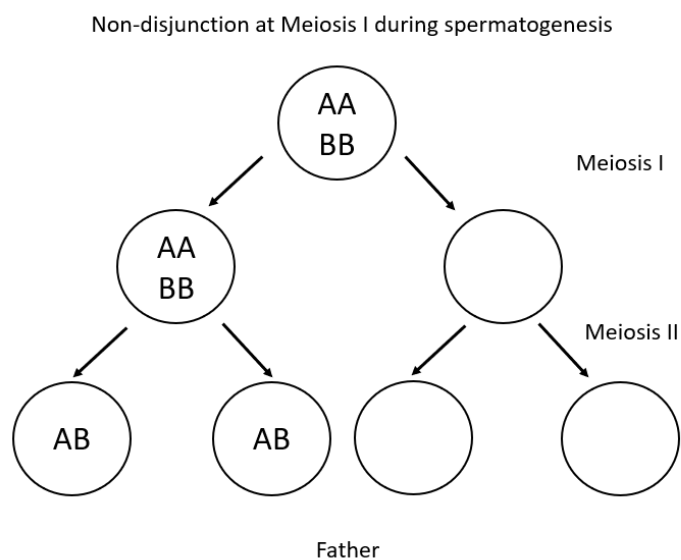 Non-disjunction at Meiosis I during spermatogenesis
AA
BB
Meiosis I
AA
BB
Meiosis II
AB
AB
Father